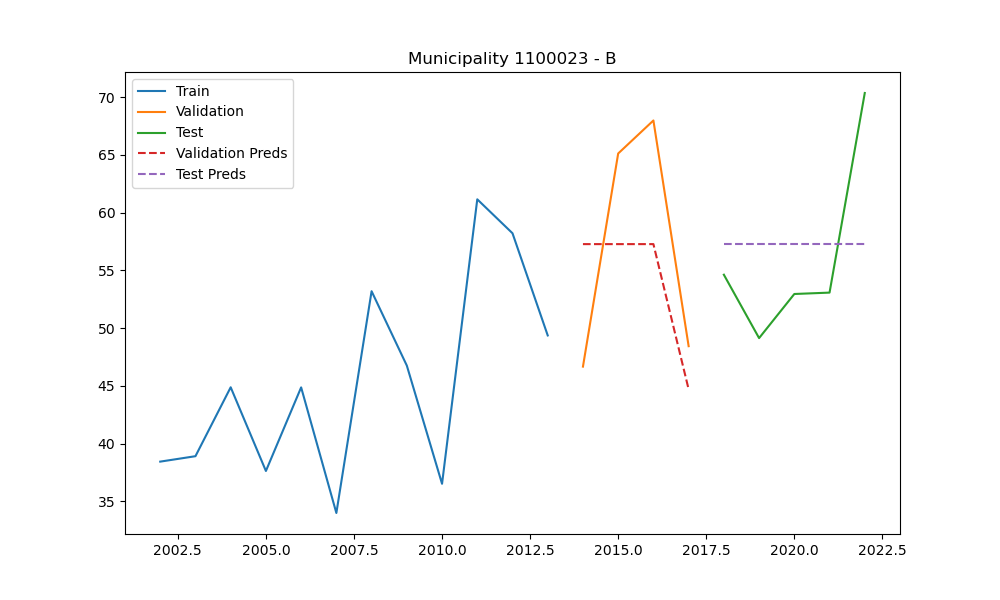 Municipality 1100023 - B
Train
Validation
Test
Validation Preds
Test Preds
70
65
60
55
50
45
40
35
2002.5 2005.0 2007.5 2010.0 2012.5 2015.0 2017.5 2020.0 2022.5